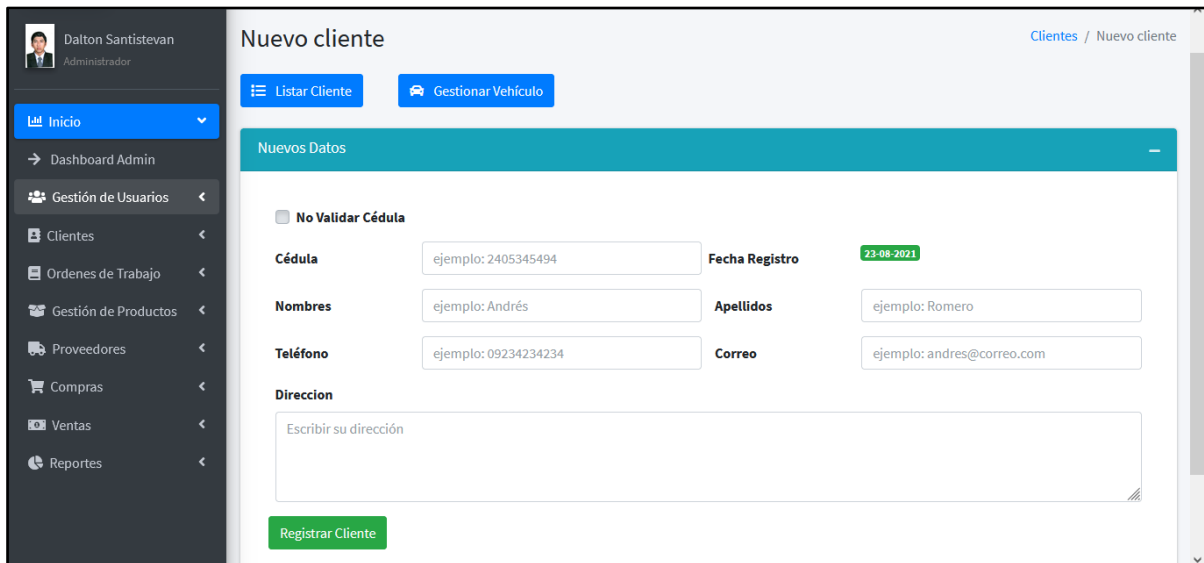 Dalton Santistevan
Administrador
Inicio
Dashboard Admin
Gestión de Usuarios
Clientes
Ordenes de Trabajo
Gestión de Productos
Proveedores
Compras
Ventas
Reportes
Nuevo cliente
Clientes / Nuevo cliente
Listar Cliente
Gestionar Vehículo
Nuevos Datos
No Validar Cédula
Cédula ejemplo: 2405345494 Fecha Registro 23-08-2021
Nombres ejemplo: Andrés Apellidos ejemplo: Romero
Teléfono ejemplo: 09234234234 Correo ejemplo: andres@correo.com
Direccion
Escribir su dirección
Registrar Cliente